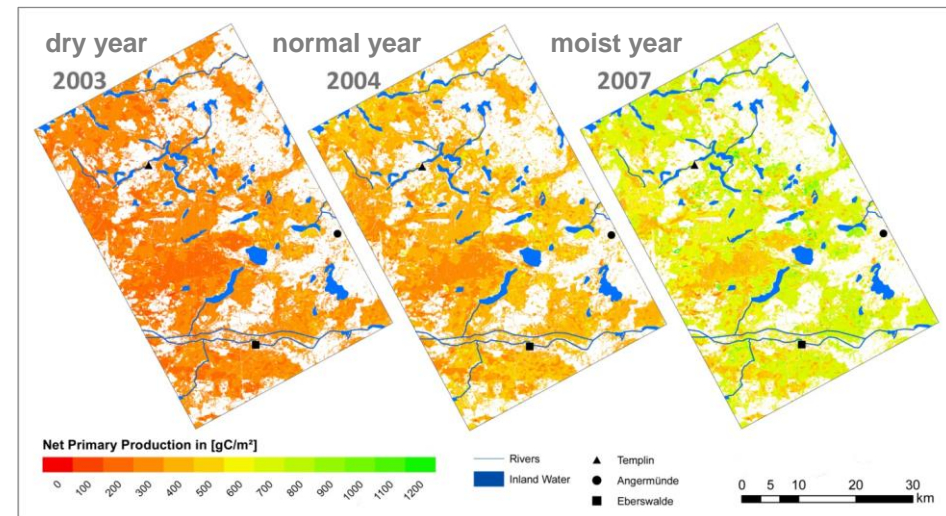 dry year normal year moist year
2003 2004 2007
Net Primary Production in [gC/m²]
0 100 200 300 400 500 600 700 800 900 1000 1100 1200
Rivers
Inland Water
Templin
Angermünde
Eberswalde
0 5 10 20 30
km